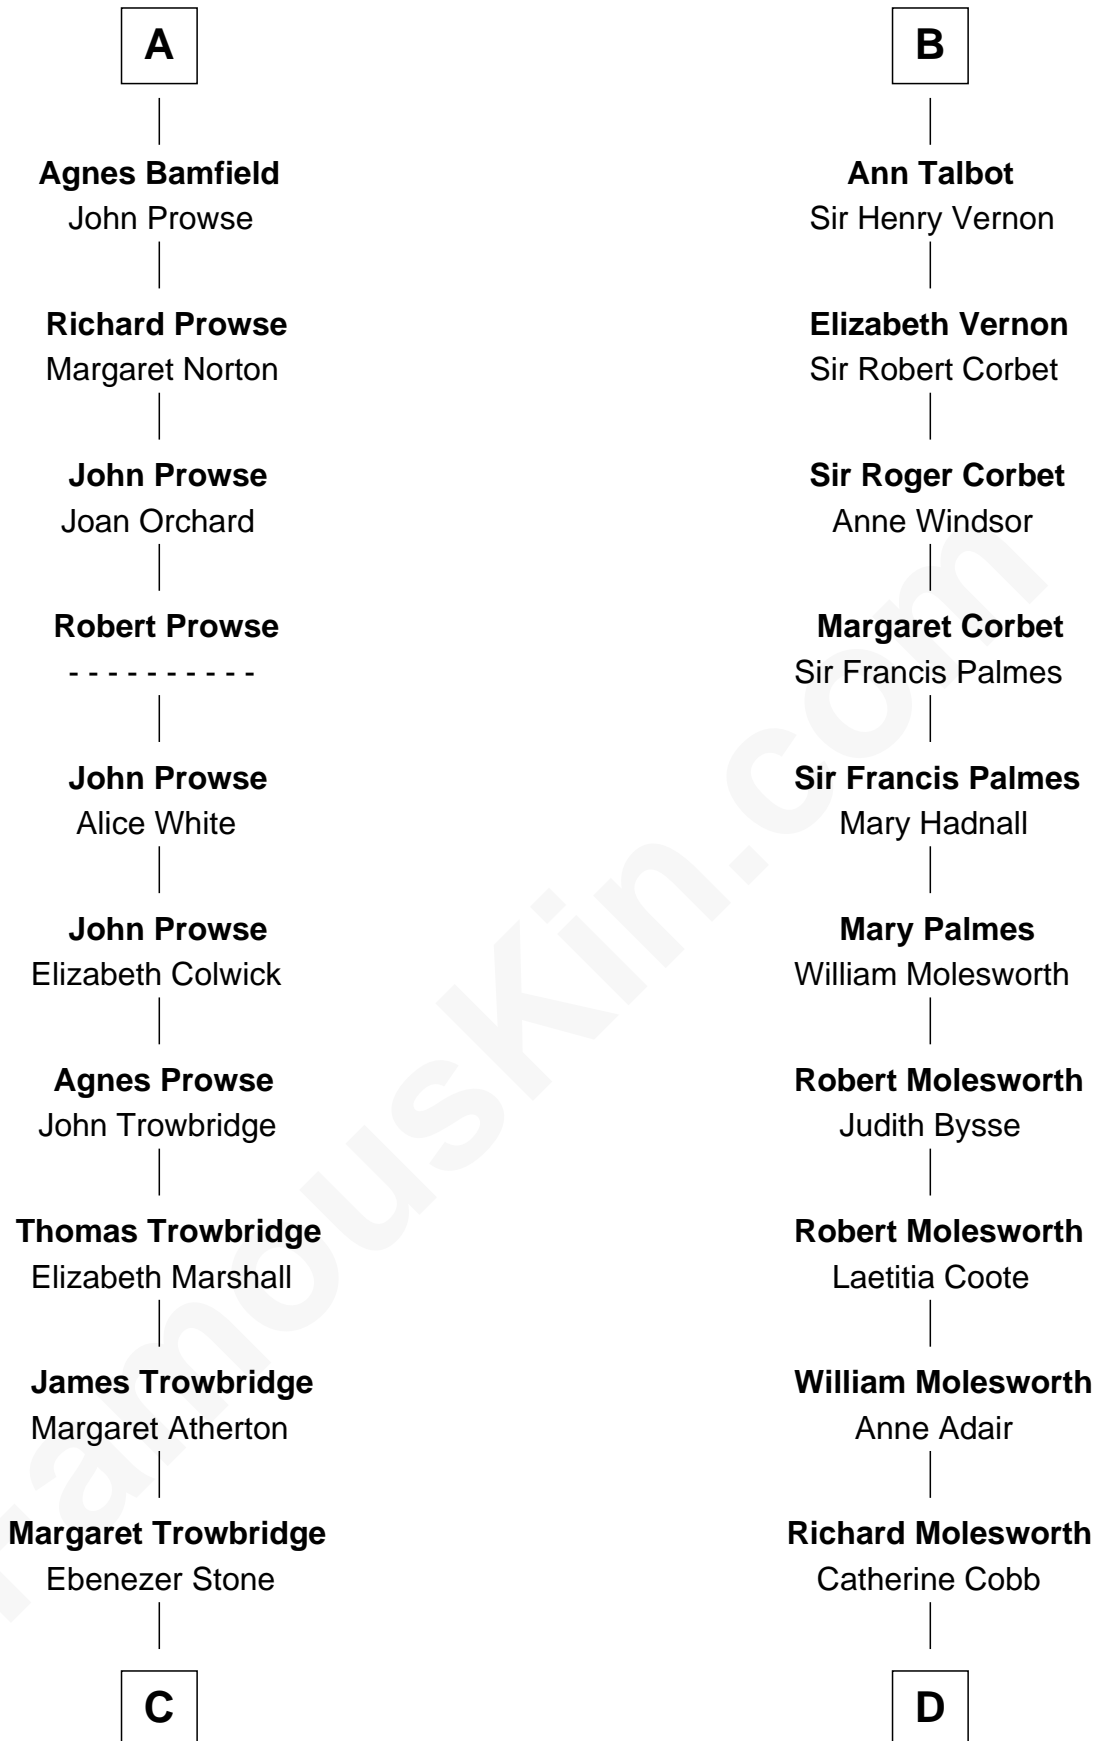 A
Agnes Bamfield
John Prowse
Richard Prowse
Margaret Norton
John Prowse
Joan Orchard
Robert Prowse
- - - - - - - - - -
John Prowse
Alice White
John Prowse
Elizabeth Colwick
Agnes Prowse
John Trowbridge
Thomas Trowbridge
Elizabeth Marshall
James Trowbridge
Margaret Atherton
Margaret Trowbridge
Ebenezer Stone
C
B
Ann Talbot
Sir Henry Vernon
Elizabeth Vernon
Sir Robert Corbet
Sir Roger Corbet
Anne Windsor
Margaret Corbet
Sir Francis Palmes
Sir Francis Palmes
Mary Hadnall
Mary Palmes
William Molesworth
Robert Molesworth
Judith Bysse
Robert Molesworth
Laetitia Coote
William Molesworth
Anne Adair
Richard Molesworth
Catherine Cobb
D
FamousKin.com